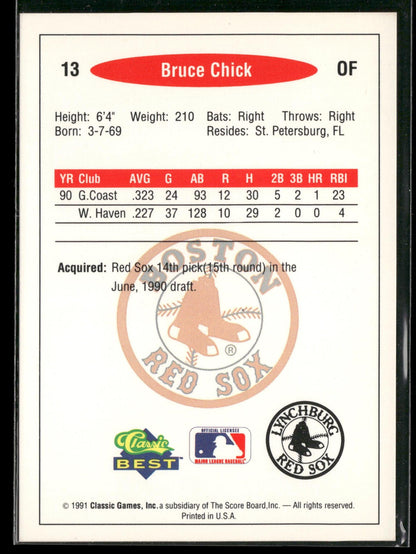 13 Bruce Chick OF
Height: 6'4" Weight: 210 Bats: Right Throws: Right
Born: 3-7-69 Resides: St. Petersburg, FL
YR Club AVG G AB R H 2B 3B HR RBI
90 G.Coast .323 24 93 12 30 5 2 1 23
W. Haven .227 37 128 10 29 2 0 0 4
BOSTON
Acquired: Red Sox 14th pick(15th round) in the
June, 1990 draft.
®
RED SOX
Classic
BEST
OFFICIAL LICENSEE
MAJOR LEAGUE BASEBALL
LYNCHBURG
RED SOX
© 1991 Classic Games, Inc. a subsidiary of The Score Board, Inc. — All rights reserved.
Printed in U.S.A.